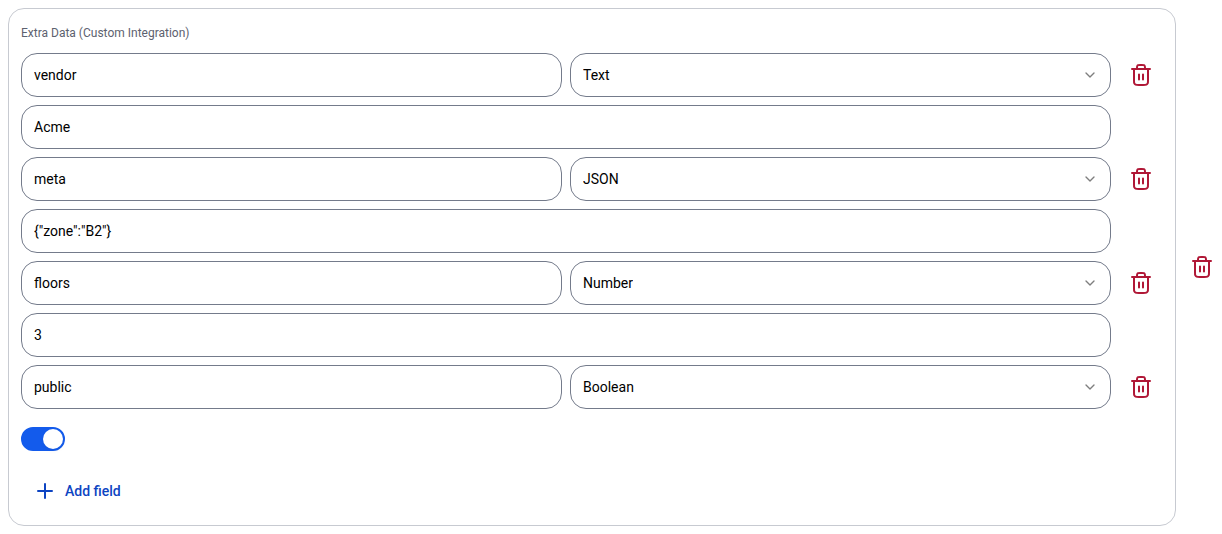 Extra Data (Custom Integration)
vendor Text
Acme
meta JSON
{"zone":"B2"}
floors Number
3
public Boolean
Add field